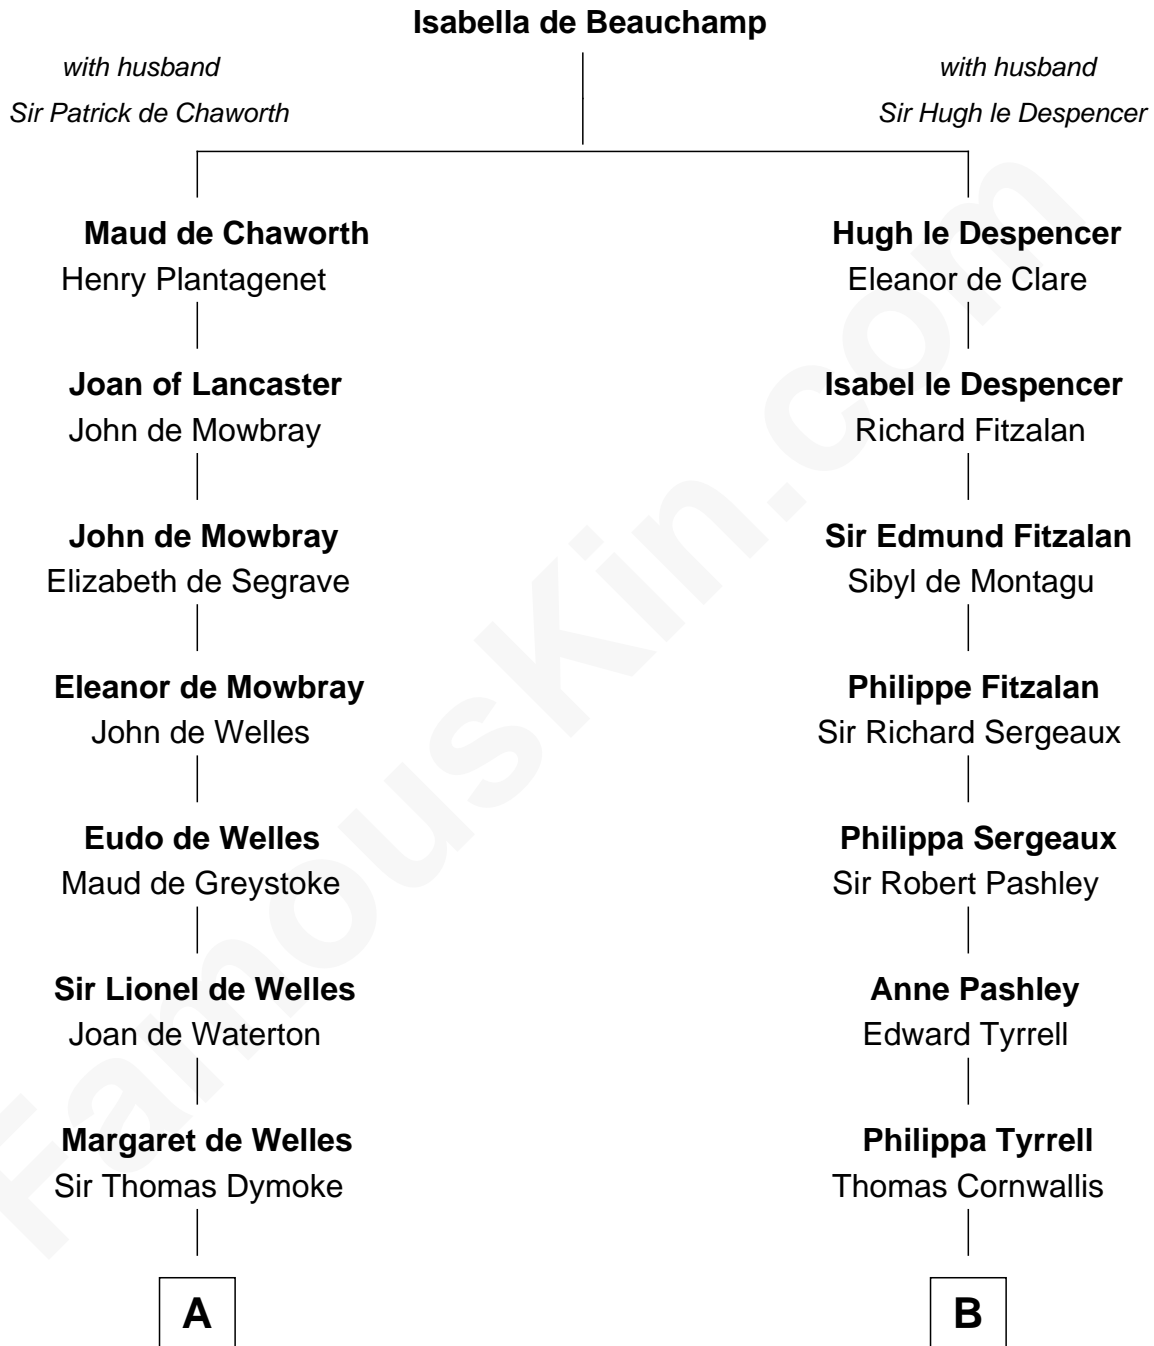 Isabella de Beauchamp
with husband
Sir Patrick de Chaworth
with husband
Sir Hugh le Despencer
Maud de Chaworth
Henry Plantagenet
Hugh le Despencer
Eleanor de Clare
Joan of Lancaster
John de Mowbray
Isabel le Despencer
Richard Fitzalan
John de Mowbray
Elizabeth de Segrave
Sir Edmund Fitzalan
Sibyl de Montagu
Eleanor de Mowbray
John de Welles
Philippe Fitzalan
Sir Richard Sergeaux
Eudo de Welles
Maud de Greystoke
Philippa Sergeaux
Sir Robert Pashley
Sir Lionel de Welles
Joan de Waterton
Anne Pashley
Edward Tyrrell
Margaret de Welles
Sir Thomas Dymoke
Philippa Tyrrell
Thomas Cornwallis
A
B
FamousKin.com